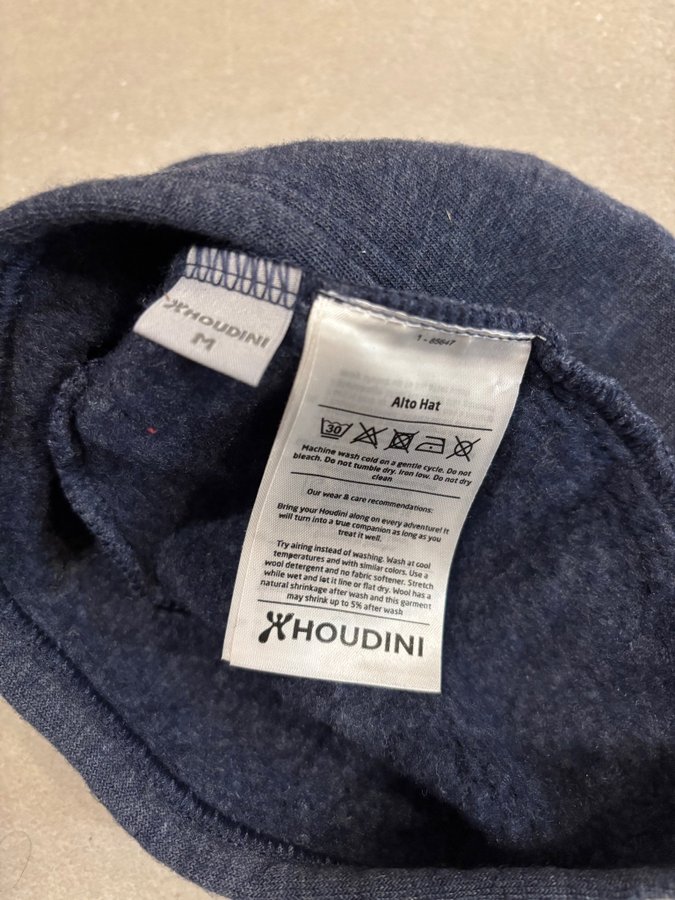 HOUDINI
M
1 - 85847
Alto Hat
30
Machine wash cold on a gentle cycle. Do not
bleach. Do not tumble dry. Iron low. Do not dry
clean
Our wear & care recommendations:
Bring your Houdini along on every adventure! It
will turn into a true companion as long as you
treat it well.
Try airing instead of washing. Wash at cool
temperatures and with similar colors. Use a
wool detergent and no fabric softener. Stretch
while wet and let it line or flat dry. Wool has a
natural shrinkage after wash and this garment
may shrink up to 5% after wash
HOUDINI